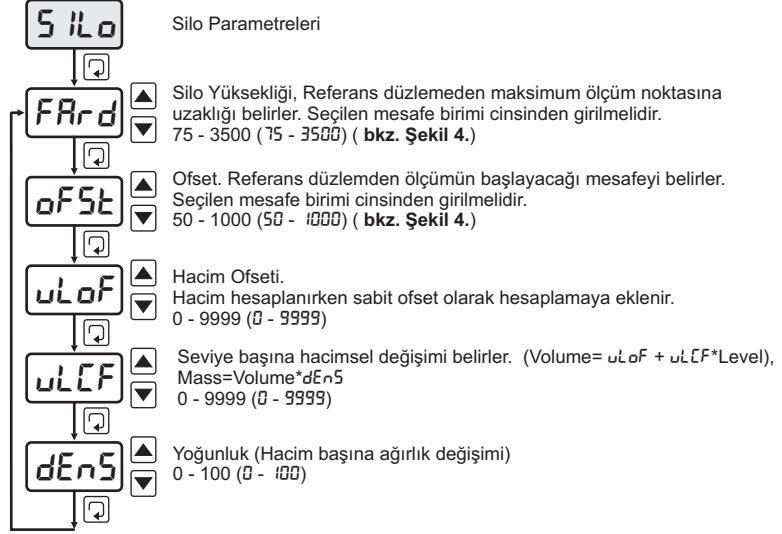 SILo
Silo Parametreleri
FArd
Silo Yüksekliği, Referans düzlemeden maksimum ölçüm noktasına
uzaklığı belirler. Seçilen mesafe birimi cinsinden girilmelidir.
75 - 3500 (75 - 3500) ( bkz. Şekil 4.)
oFSt
Ofset. Referans düzlemden ölçümün başlayacağı mesafeyi belirler.
Seçilen mesafe birimi cinsinden girilmelidir.
50 - 1000 (50 - 1000) ( bkz. Şekil 4.)
uLoF
Hacim Ofseti.
Hacim hesaplanırken sabit ofset olarak hesaplamaya eklenir.
0 - 9999 (0 - 9999)
uLCF
Seviye başına hacimsel değişimi belirler. (Volume= uLoF + uLCF*Level),
Mass=Volume*dEnS
0 - 9999 (0 - 9999)
dEnS
Yoğunluk (Hacim başına ağırlık değişimi)
0 - 100 (0 - 100)